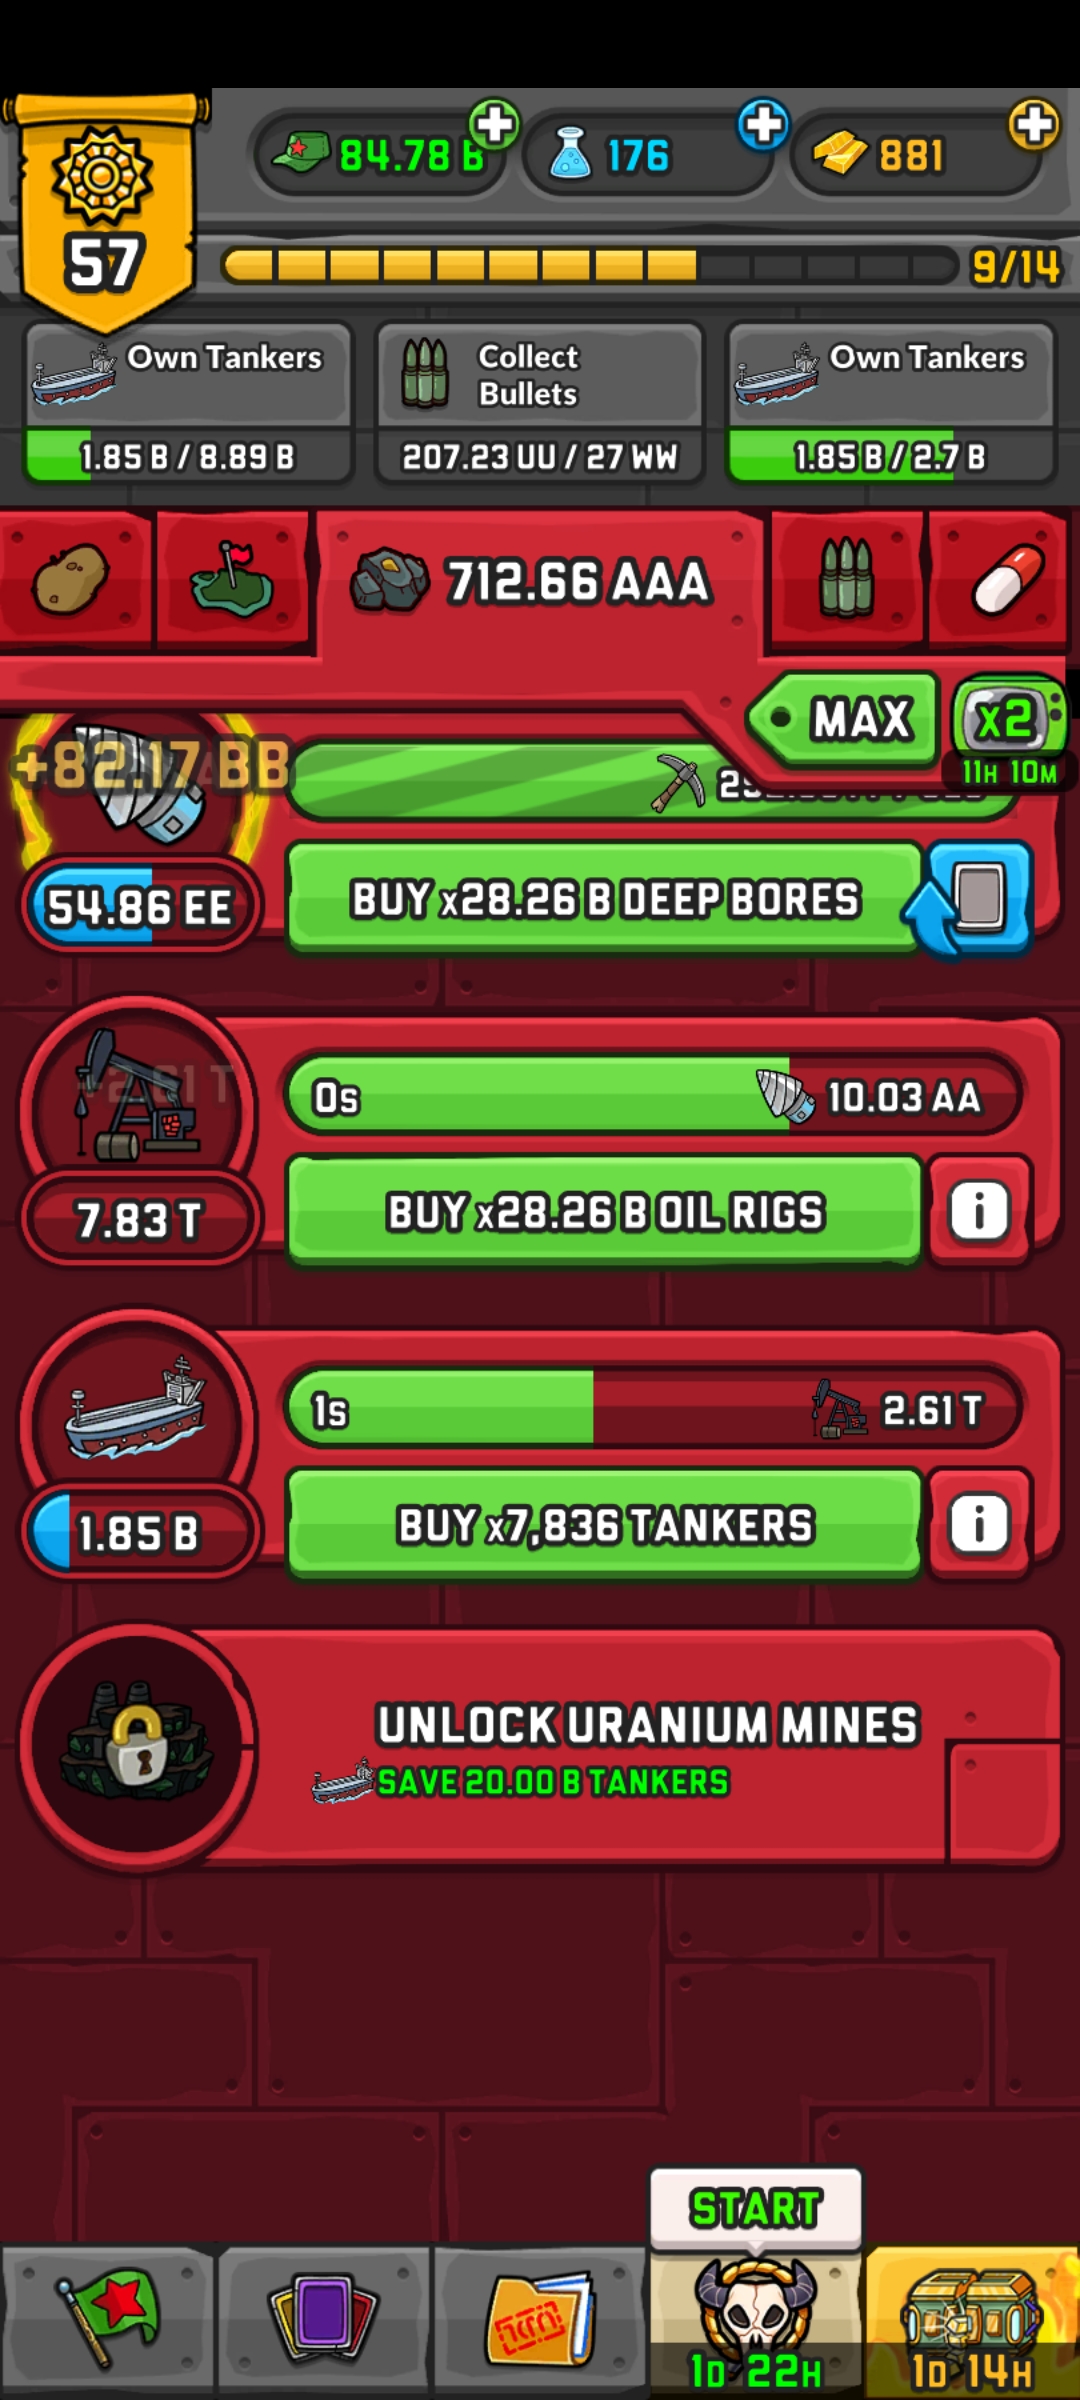 84.78 B
176
881
57
9/14
Own Tankers
1.85 B / 8.89 B
Collect
Bullets
207.23 UU / 27 WW
Own Tankers
1.85 B / 2.7 B
712.66 AAA
MAX
x2
11H 10M
+82.17 BB
54.86 EE
BUY x28.26 B DEEP BORES
+2.61 T
0s
10.03 AA
7.83 T
BUY x28.26 B OIL RIGS
i
1s
2.61 T
1.85 B
BUY x7,836 TANKERS
i
UNLOCK URANIUM MINES
SAVE 20.00 B TANKERS
START
1D 22H
1D 14H